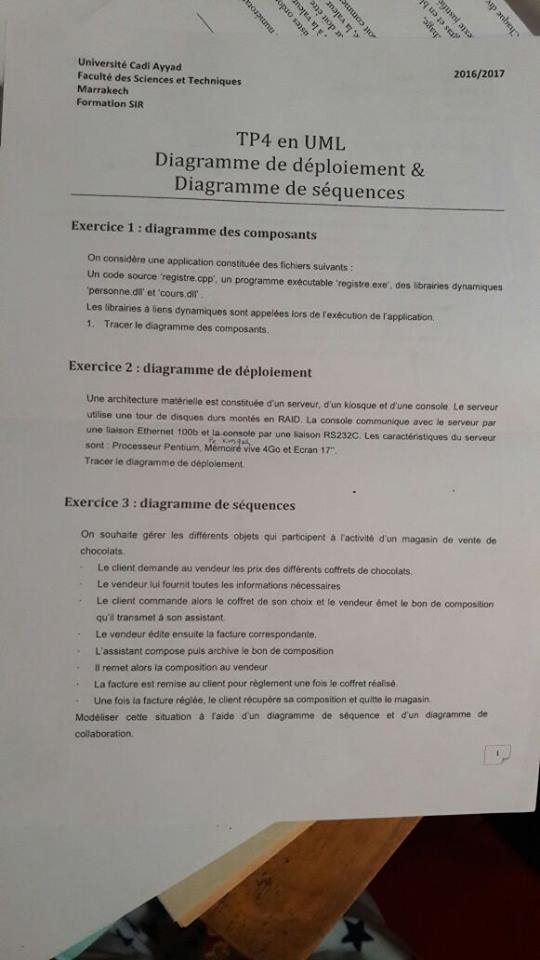 Université Cadi Ayyad
Faculté des Sciences et Techniques
Marrakech
Formation SIR
2016/2017
TP4 en UML
Diagramme de déploiement &
Diagramme de séquences
Exercice 1 : diagramme des composants
On considère une application constituée des fichiers suivants :
Un code source 'registre.cpp', un programme exécutable 'registre.exe', des librairies dynamiques
'personne.dll' et 'cours.dll' .
Les librairies à liens dynamiques sont appelées lors de l'exécution de l'application.
1. Tracer le diagramme des composants.
Exercice 2 : diagramme de déploiement
Une architecture matérielle est constituée d'un serveur, d'un kiosque et d'une console. Le serveur
utilise une tour de disques durs montés en RAID. La console communique avec le serveur par
une liaison Ethernet 100b et la console par une liaison RS232C. Les caractéristiques du serveur
kiosque
sont : Processeur Pentium, Mémoire vive 4Go et Ecran 17".
Tracer le diagramme de déploiement.
Exercice 3 : diagramme de séquences
On souhaite gérer les différents objets qui participent à l'activité d'un magasin de vente de
chocolats.
· Le client demande au vendeur les prix des différents coffrets de chocolats.
· Le vendeur lui fournit toutes les informations nécessaires
· Le client commande alors le coffret de son choix et le vendeur émet le bon de composition
qu'il transmet à son assistant.
· Le vendeur édite ensuite la facture correspondante.
· L'assistant compose puis archive le bon de composition
· Il remet alors la composition au vendeur
· La facture est remise au client pour règlement une fois le coffret réalisé.
· Une fois la facture réglée, le client récupère sa composition et quitte le magasin.
Modéliser cette situation à l'aide d'un diagramme de séquence et d'un diagramme de
collaboration.
1